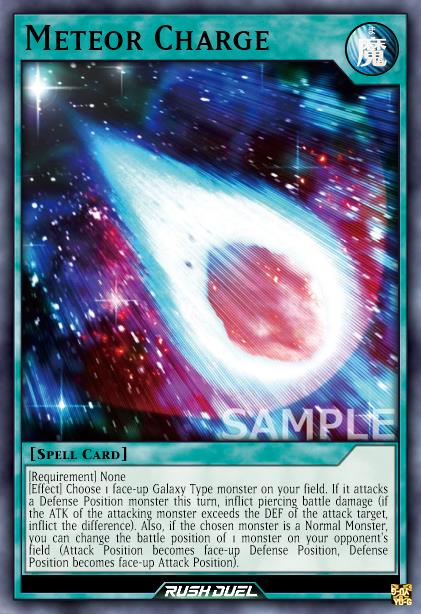 Meteor Charge
ま
魔
SAMPLE
[Spell Card]
[Requirement] None
[Effect] Choose 1 face-up Galaxy Type monster on your field. If it attacks
a Defense Position monster this turn, inflict piercing battle damage (if
the ATK of the attacking monster exceeds the DEF of the attack target,
inflict the difference). Also, if the chosen monster is a Normal Monster,
you can change the battle position of 1 monster on your opponent's
field (Attack Position becomes face-up Defense Position, Defense
Position becomes face-up Attack Position).
RUSH DUEL